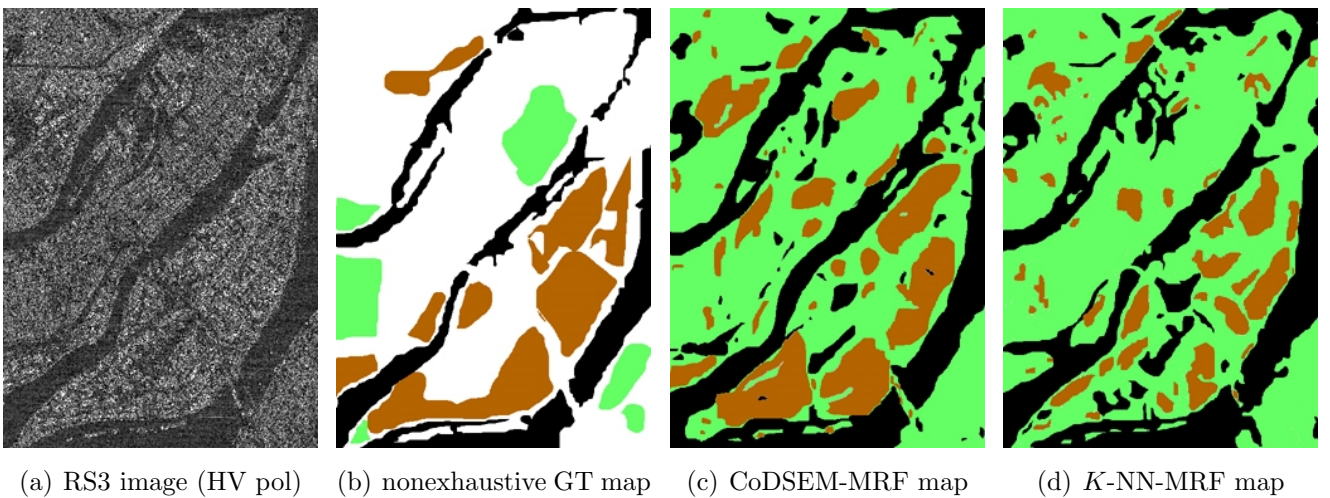 (a) RS3 image (HV pol) (b) nonexhaustive GT map (c) CoDSEM-MRF map (d) K-NN-MRF map